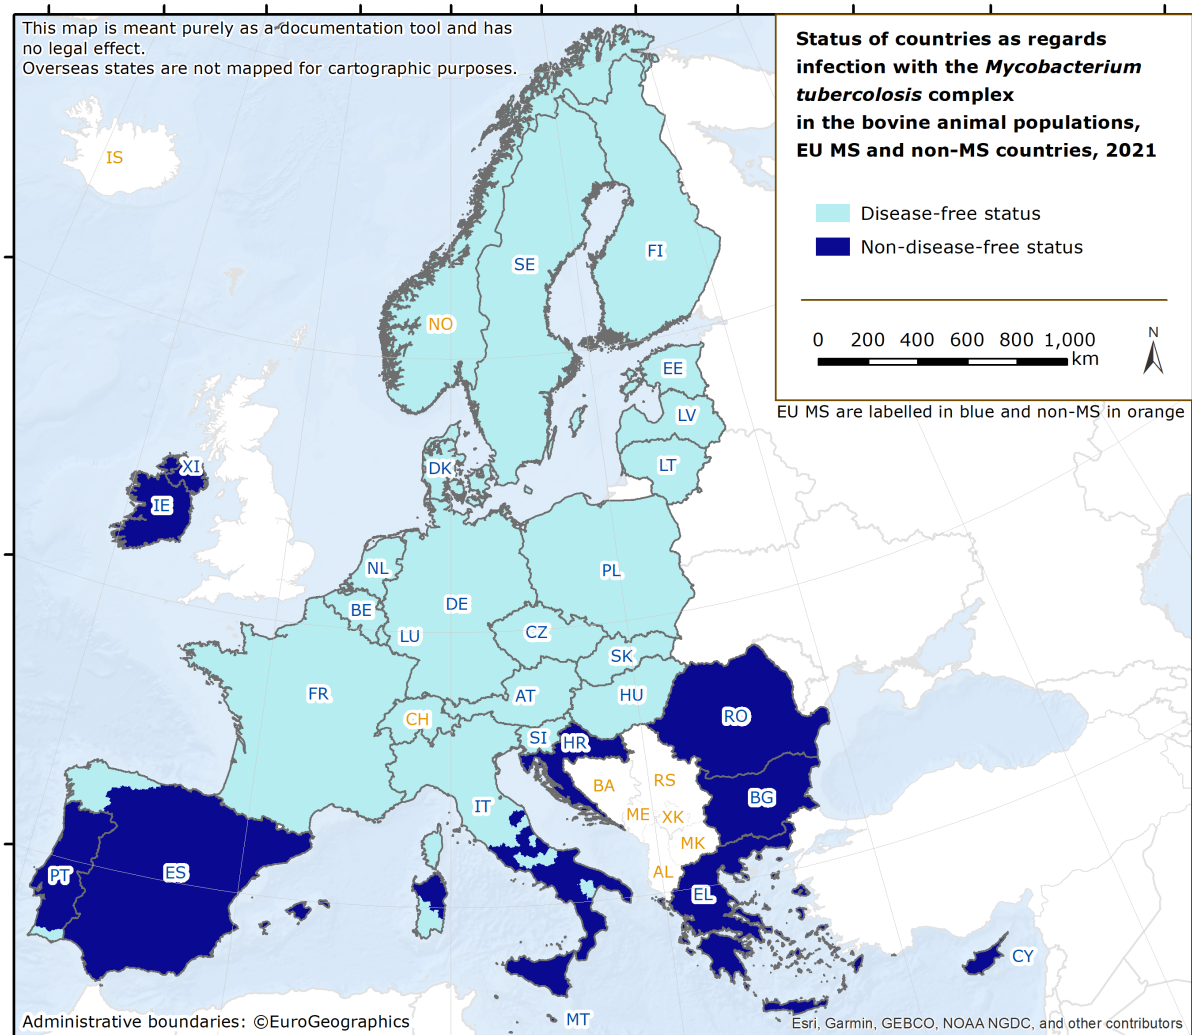 This map is meant purely as a documentation tool and has
no legal effect.
Overseas states are not mapped for cartographic purposes.
Status of countries as regards
infection with the Mycobacterium
tubercolosis complex
in the bovine animal populations,
EU MS and non-MS countries, 2021
Disease-free status
Non-disease-free status
0 200 400 600 800 1,000
km
N
EU MS are labelled in blue and non-MS in orange
IS
FI
SE
NO
EE
LV
LT
DK
XI
IE
NL
PL
BE
DE
LU
CZ
SK
FR
AT
HU
CH
RO
SI
HR
BA
RS
IT
BG
ME
XK
MK
PT
ES
AL
EL
CY
MT
Administrative boundaries: ©EuroGeographics
Esri, Garmin, GEBCO, NOAA NGDC, and other contributors